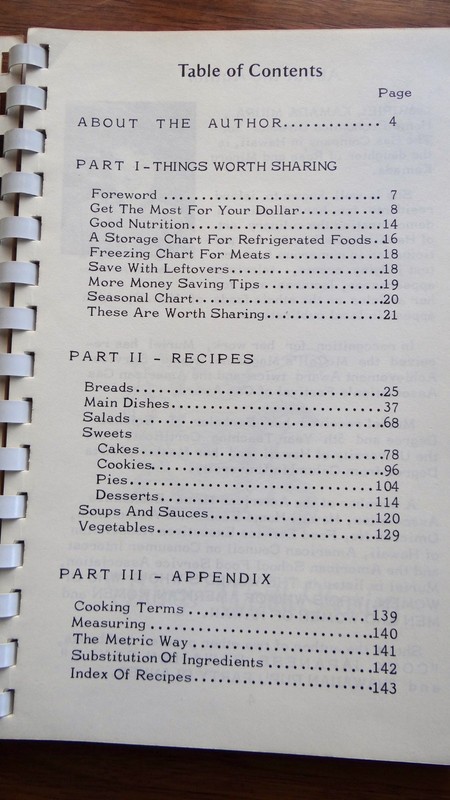 Table of Contents
Page
ABOUT THE AUTHOR............ 4
PART I-THINGS WORTH SHARING
Foreword .............................. 7
Get The Most For Your Dollar.......... 8
Good Nutrition..........................14
A Storage Chart For Refrigerated Foods..16
Freezing Chart For Meats ..............18
Save With Leftovers....................18
More Money Saving Tips ...............19
Seasonal Chart.........................20
These Are Worth Sharing...............21
PART II - RECIPES
Breads.................................25
Main Dishes............................37
Salads .................................68
Sweets
Cakes..............................78
Cookies............................96
Pies...............................104
Desserts...........................114
Soups And Sauces......................120
Vegetables.............................129
PART III - APPENDIX
Cooking Terms ....................... 139
Measuring ............................140
The Metric Way .......................141
Substitution Of Ingredients ............142
Index Of Recipes.......................143